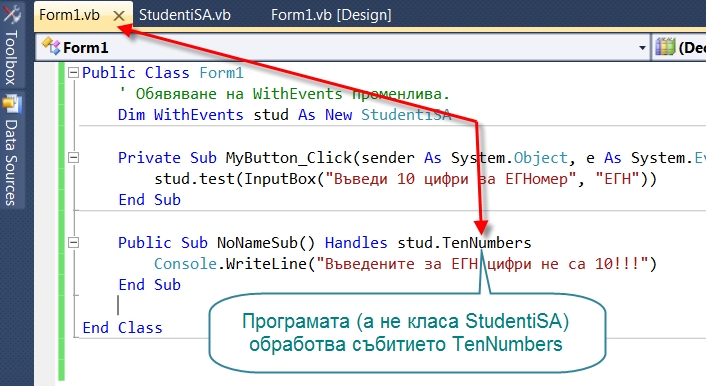 Form1.vb StudentiSA.vb Form1.vb [Design]
Toolbox
Data Sources
Form1 (Dec
Public Class Form1
' Обявяване на WithEvents променлива.
Dim WithEvents stud As New StudentiSA
Private Sub MyButton_Click(sender As System.Object, e As System.Ev
stud.test(InputBox("Въведи 10 цифри за ЕГНомер", "ЕГН"))
End Sub
Public Sub NoNameSub() Handles stud.TenNumbers
Console.WriteLine("Въведените за ЕГН цифри не са 10!!!")
End Sub
End Class
Програмата (а не класа StudentiSA)
обработва събитието TenNumbers